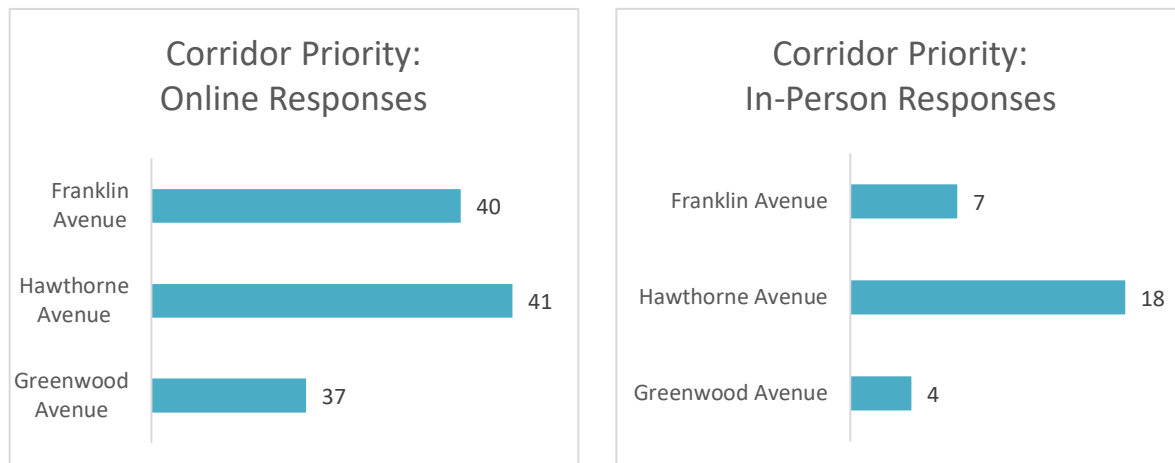 Corridor Priority:
Online Responses
Franklin
Avenue
40
Hawthorne
Avenue
41
Greenwood
Avenue
37
Corridor Priority:
In-Person Responses
Franklin Avenue
7
Hawthorne Avenue
18
Greenwood Avenue
4